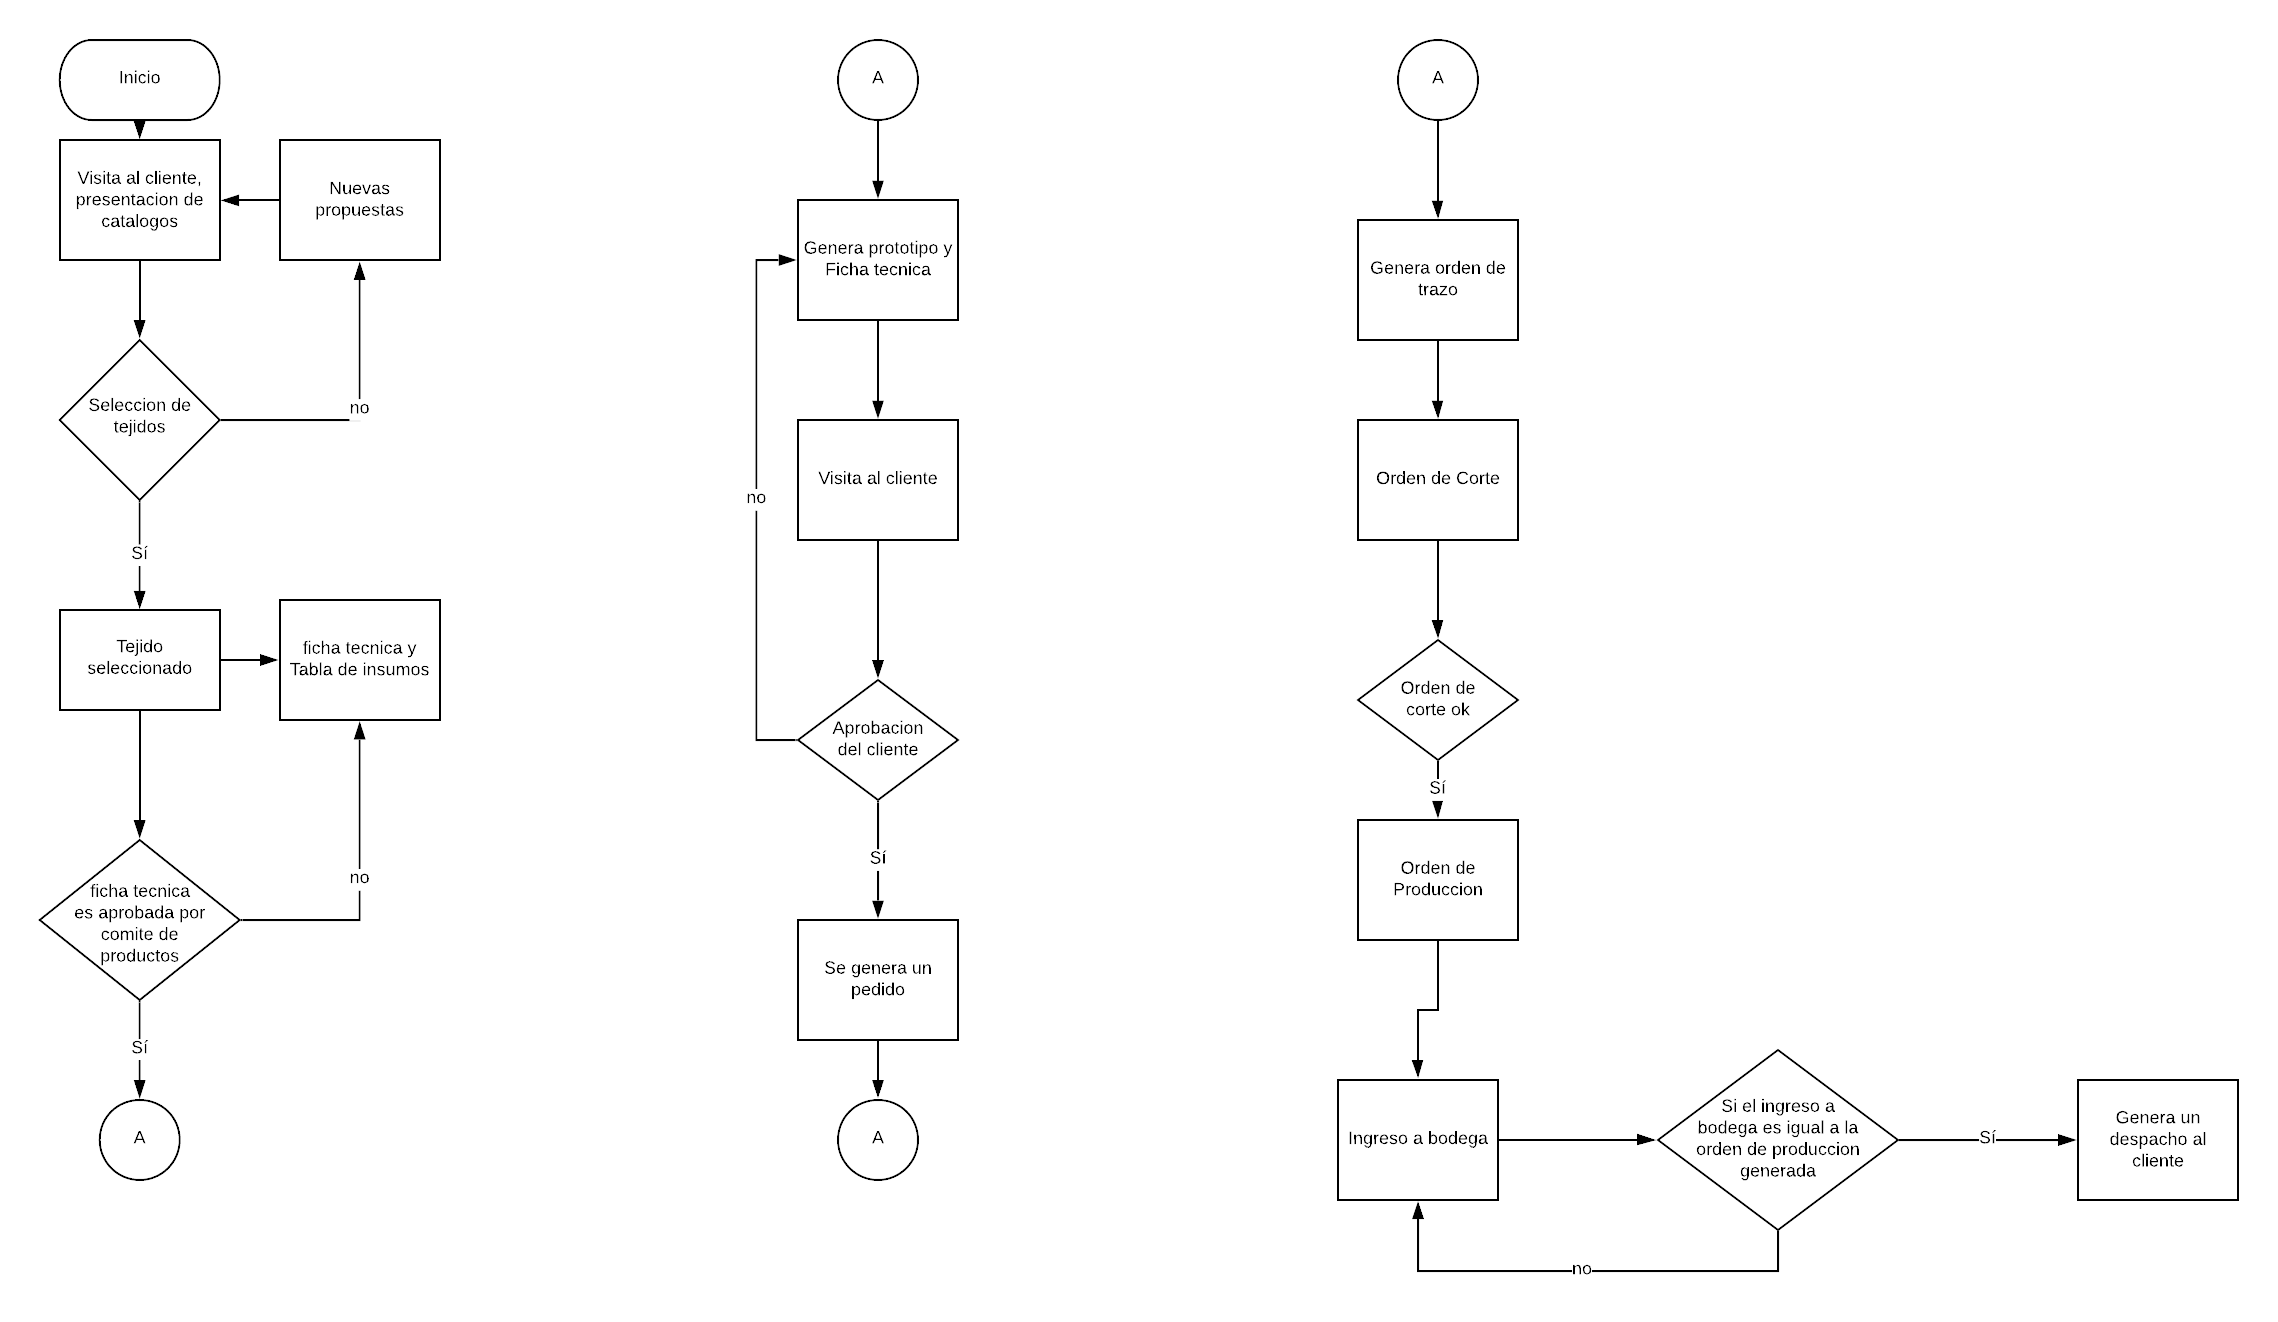 Inicio
Visita al cliente,
presentacion de
catalogos
Nuevas
propuestas
Seleccion de
tejidos
no
Sí
Tejido
seleccionado
ficha tecnica y
Tabla de insumos
ficha tecnica
es aprobada por
comite de
productos
no
Sí
A
A
Genera prototipo y
Ficha tecnica
Visita al cliente
no
Aprobacion
del cliente
Sí
Se genera un
pedido
A
A
Genera orden de
trazo
Orden de Corte
Orden de
corte ok
Sí
Orden de
Produccion
Ingreso a bodega
Si el ingreso a
bodega es igual a la
orden de produccion
generada
Sí
Genera un
despacho al
cliente
no